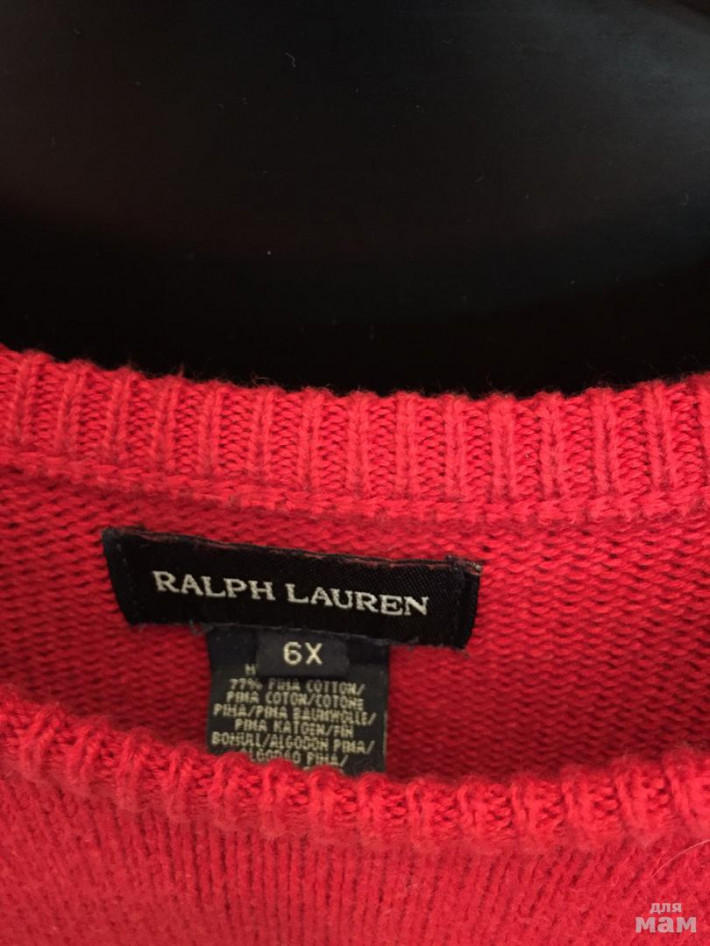 RALPH LAUREN
6X
77% PIMA COTTON/
PIMA COTON/COTONE
PIMA/PIMA BAUMWOLLE/
PIMA KATOEN/FIN
BOMULL/ALGODON PIMA/
ALGODAO PIMA/
для
мам